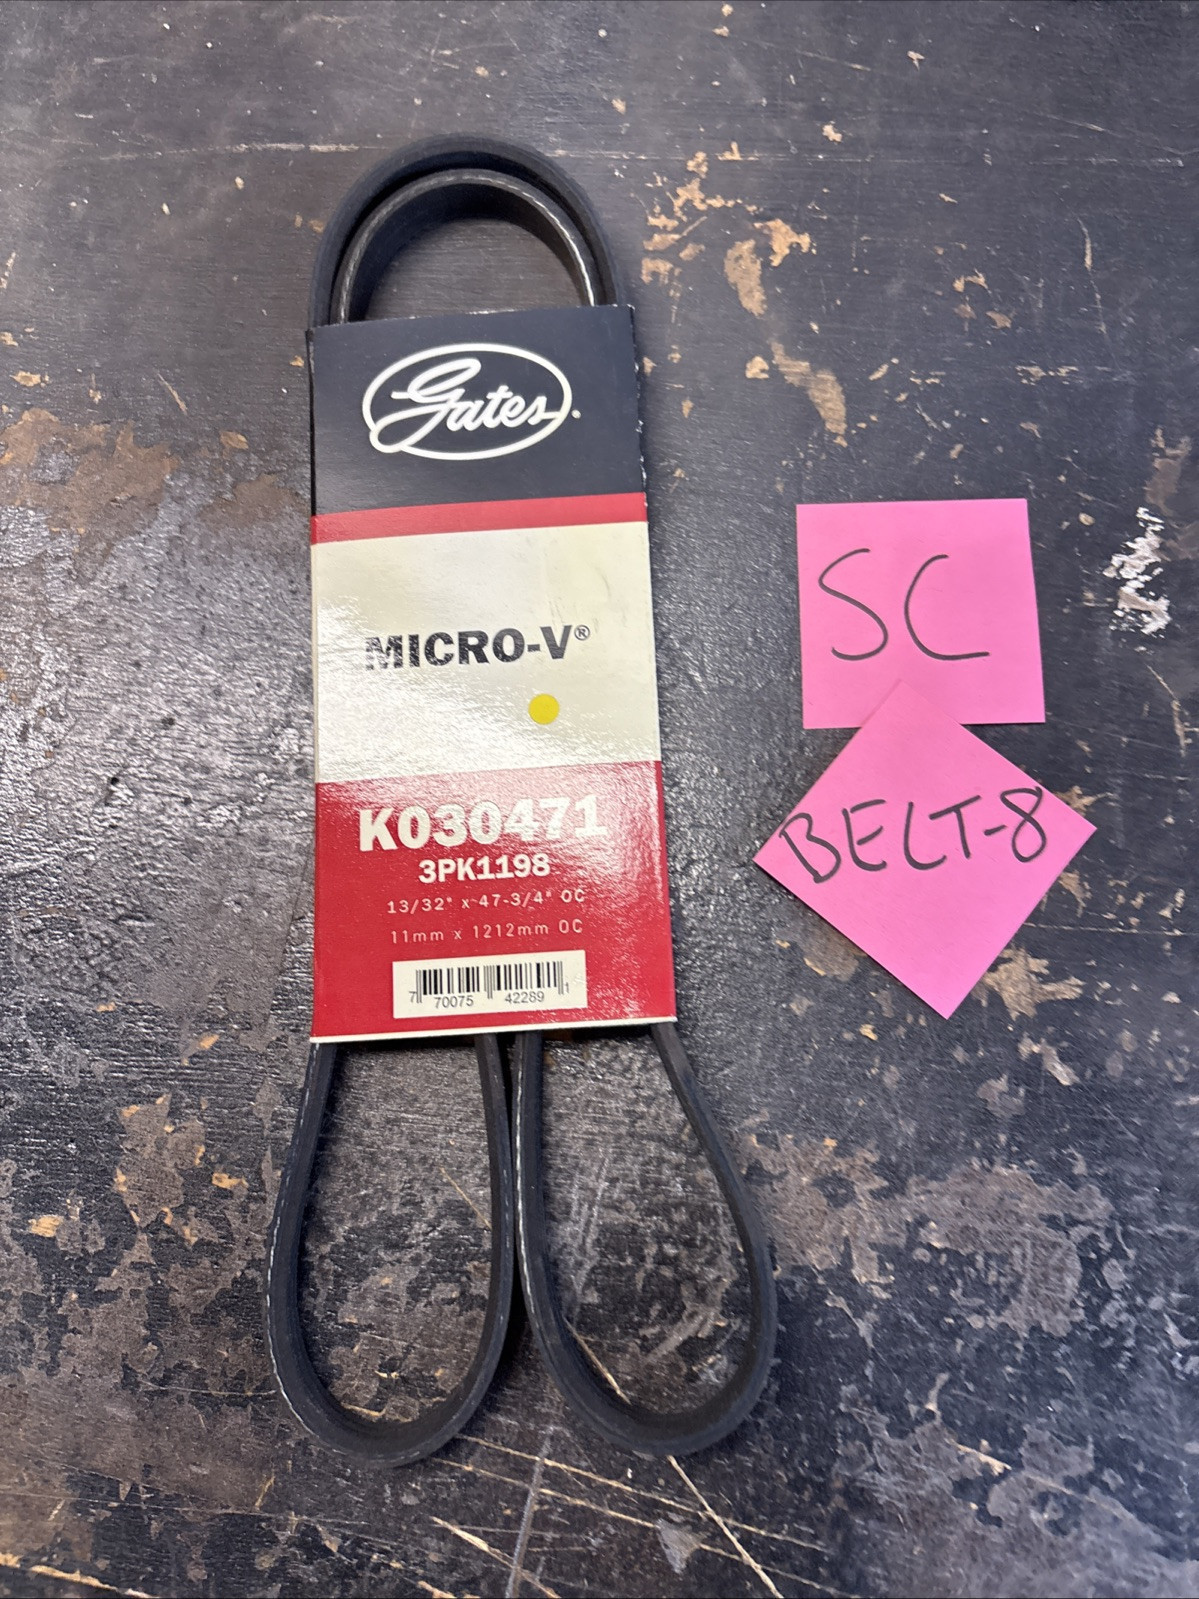 Gates
MICRO-V®
K030471
3PK1198
13/32" x 47-3/4" OC
11mm x 1212mm OC
7 70075 42289 1
SC
BELT-8